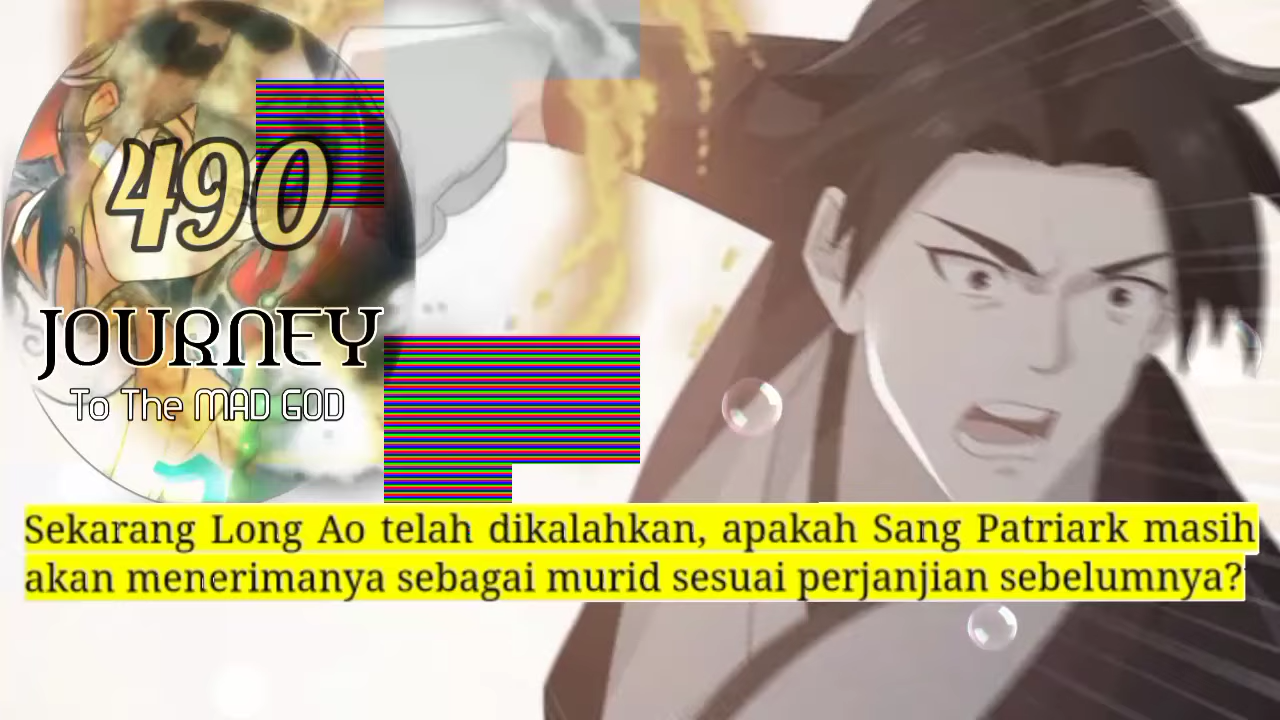 490
JOURNEY
To The MAD GOD
Sekarang Long Ao telah dikalahkan, apakah Sang Patriark masih
akan menerimanya sebagai murid sesuai perjanjian sebelumnya?